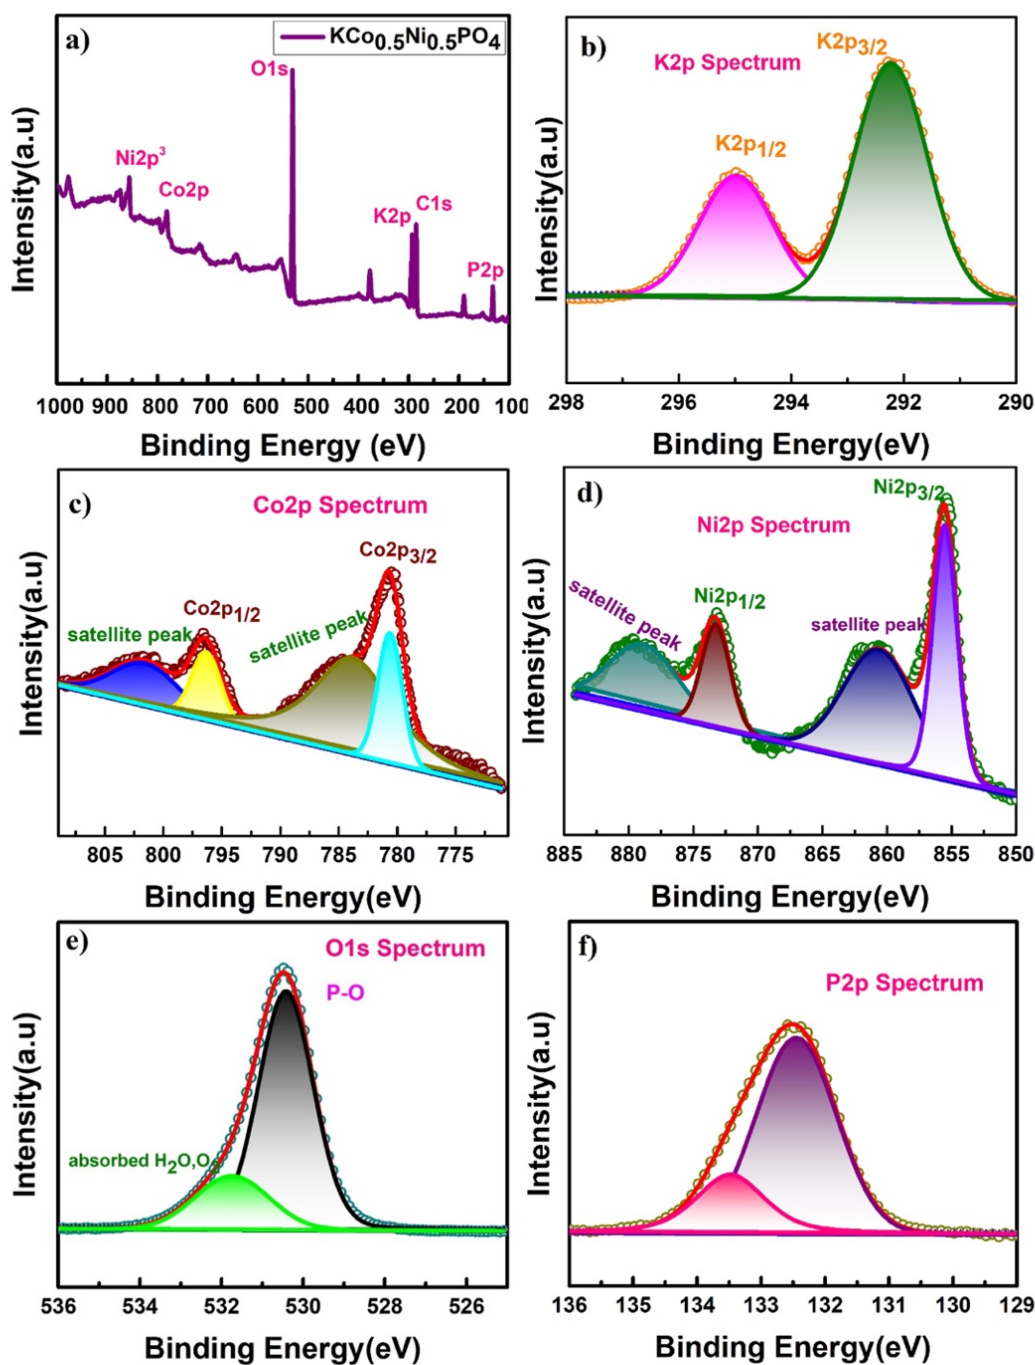 a)
KCo0.5Ni0.5PO4
O1s
Ni2p3
Co2p
K2p
C1s
P2p
Intensity(a.u)
1000 900 800 700 600 500 400 300 200 100
Binding Energy (eV)
b)
K2p Spectrum
K2p3/2
K2p1/2
Intensity(a.u)
298 296 294 292 290
Binding Energy(eV)
c)
Co2p Spectrum
Co2p3/2
Co2p1/2
satellite peak
satellite peak
Intensity(a.u)
805 800 795 790 785 780 775
Binding Energy(eV)
d)
Ni2p3/2
Ni2p Spectrum
satellite peak
Ni2p1/2
satellite peak
Intensity(a.u)
885 880 875 870 865 860 855 850
Binding Energy(eV)
e)
O1s Spectrum
P-O
absorbed H2O,O
Intensity(a.u)
536 534 532 530 528 526
Binding Energy(eV)
f)
P2p Spectrum
Intensity(a.u)
136 135 134 133 132 131 130 129
Binding Energy(eV)